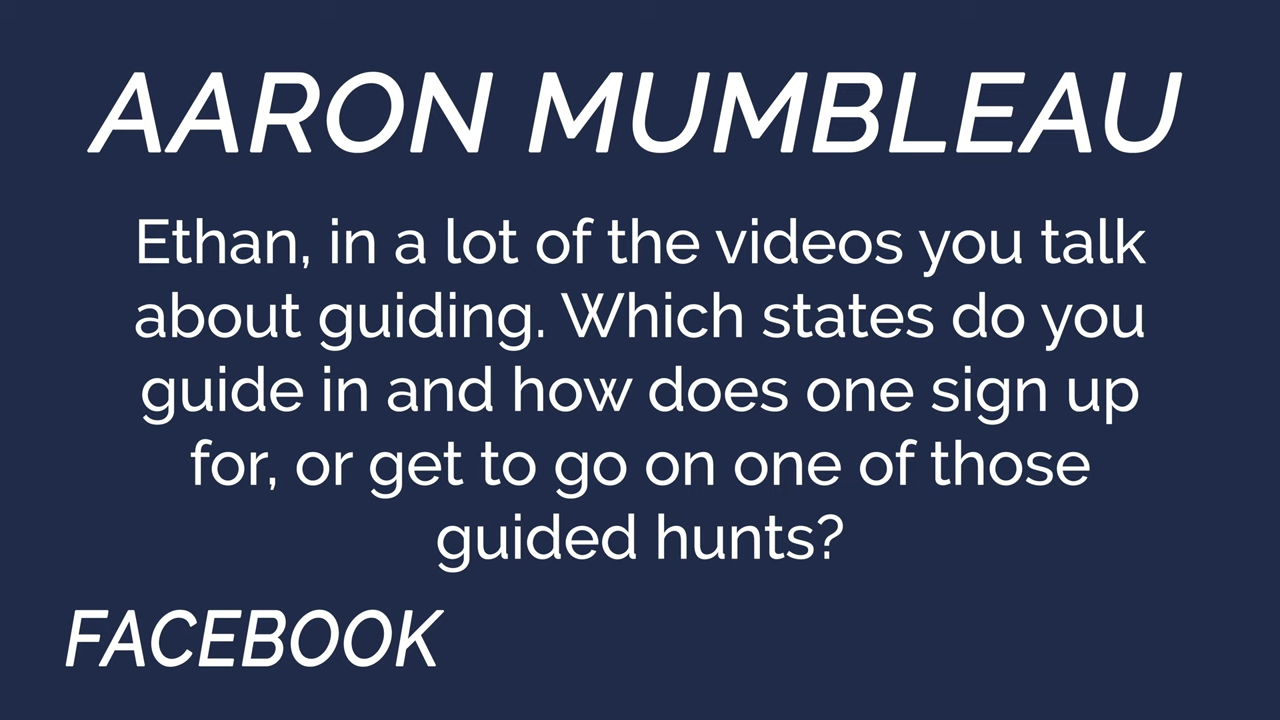 AARON MUMBLEAU
Ethan, in a lot of the videos you talk
about guiding. Which states do you
guide in and how does one sign up
for, or get to go on one of those
guided hunts?
FACEBOOK